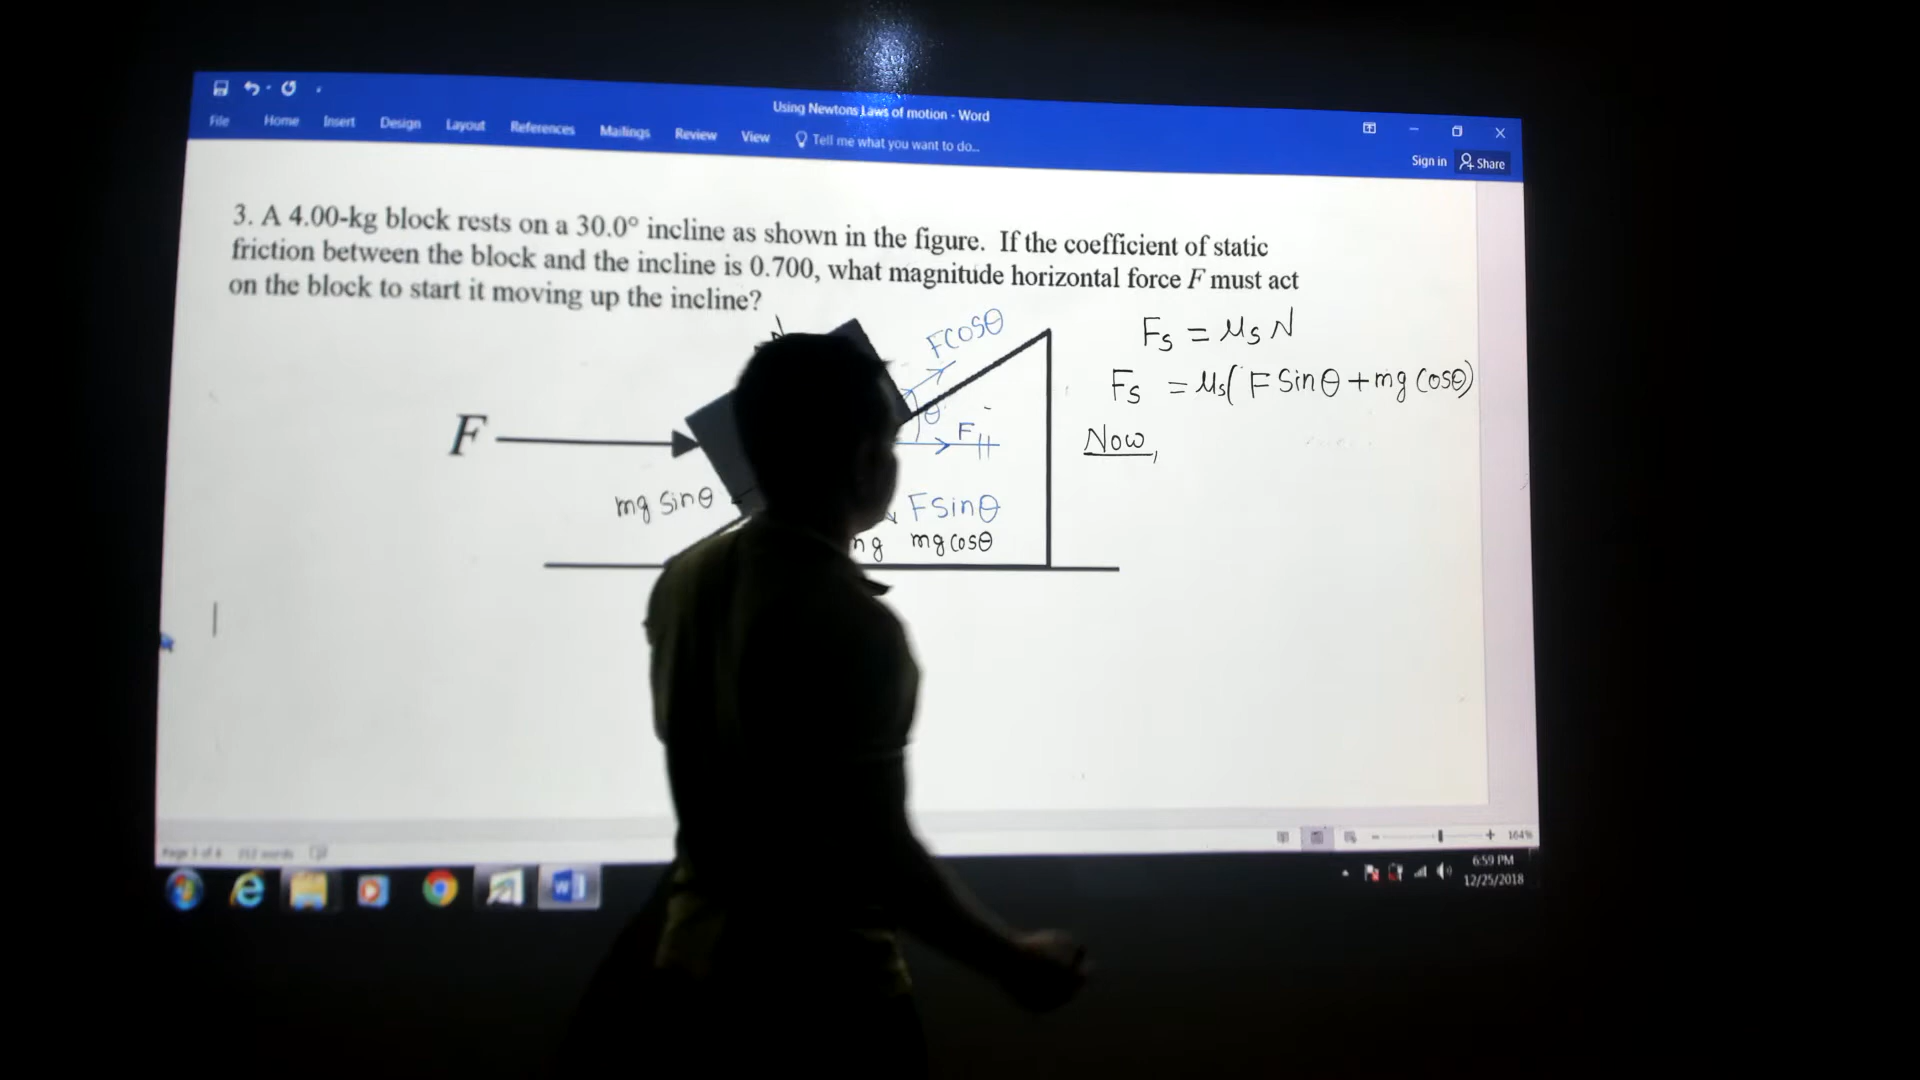 Using Newtons Laws of motion - Word
File Home Insert Design Layout References Mailings Review View Tell me what you want to do...
Sign in Share
3. A 4.00-kg block rests on a 30.0° incline as shown in the figure. If the coefficient of static
friction between the block and the incline is 0.700, what magnitude horizontal force F must act
on the block to start it moving up the incline?
N
Fcosθ
Fs = μs N
Fs = μs( F Sinθ + mg Cosθ)
F
θ
F
Now,
mg Sinθ
Fsinθ
mg mg cosθ
164%
6:59 PM
12/25/2018